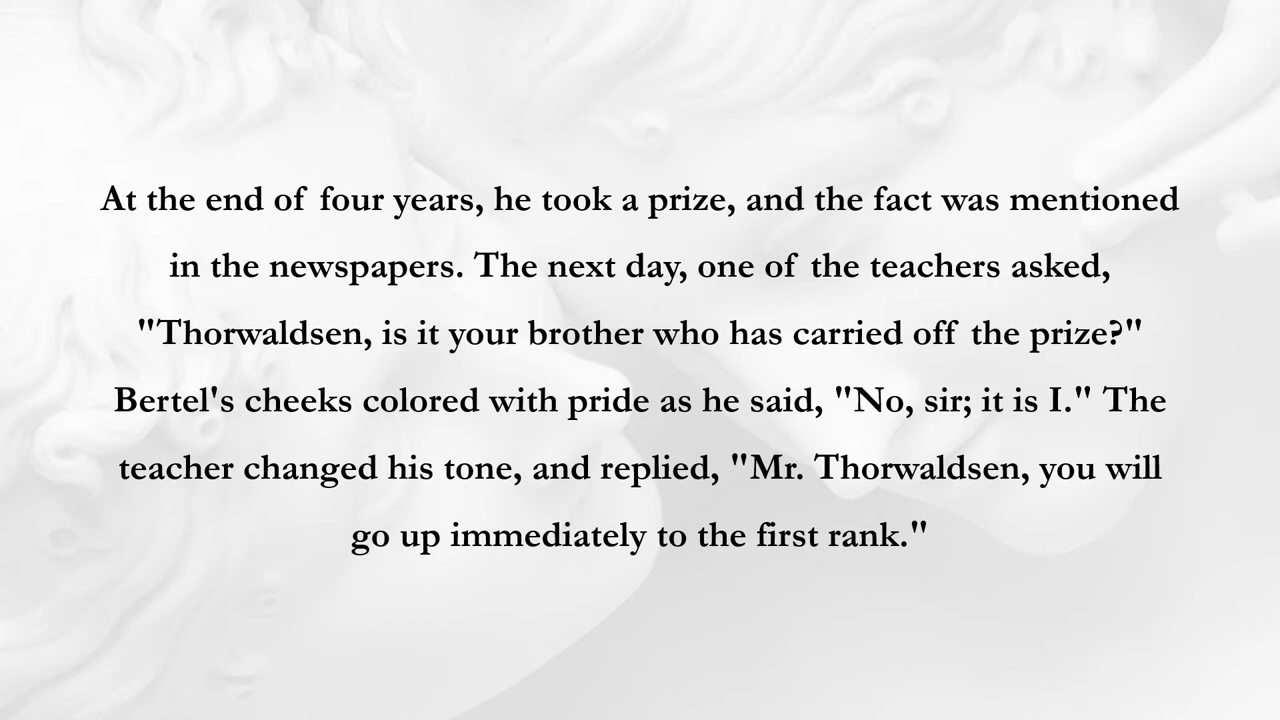 At the end of four years, he took a prize, and the fact was mentioned
in the newspapers. The next day, one of the teachers asked,
"Thorwaldsen, is it your brother who has carried off the prize?"
Bertel's cheeks colored with pride as he said, "No, sir; it is I." The
teacher changed his tone, and replied, "Mr. Thorwaldsen, you will
go up immediately to the first rank."